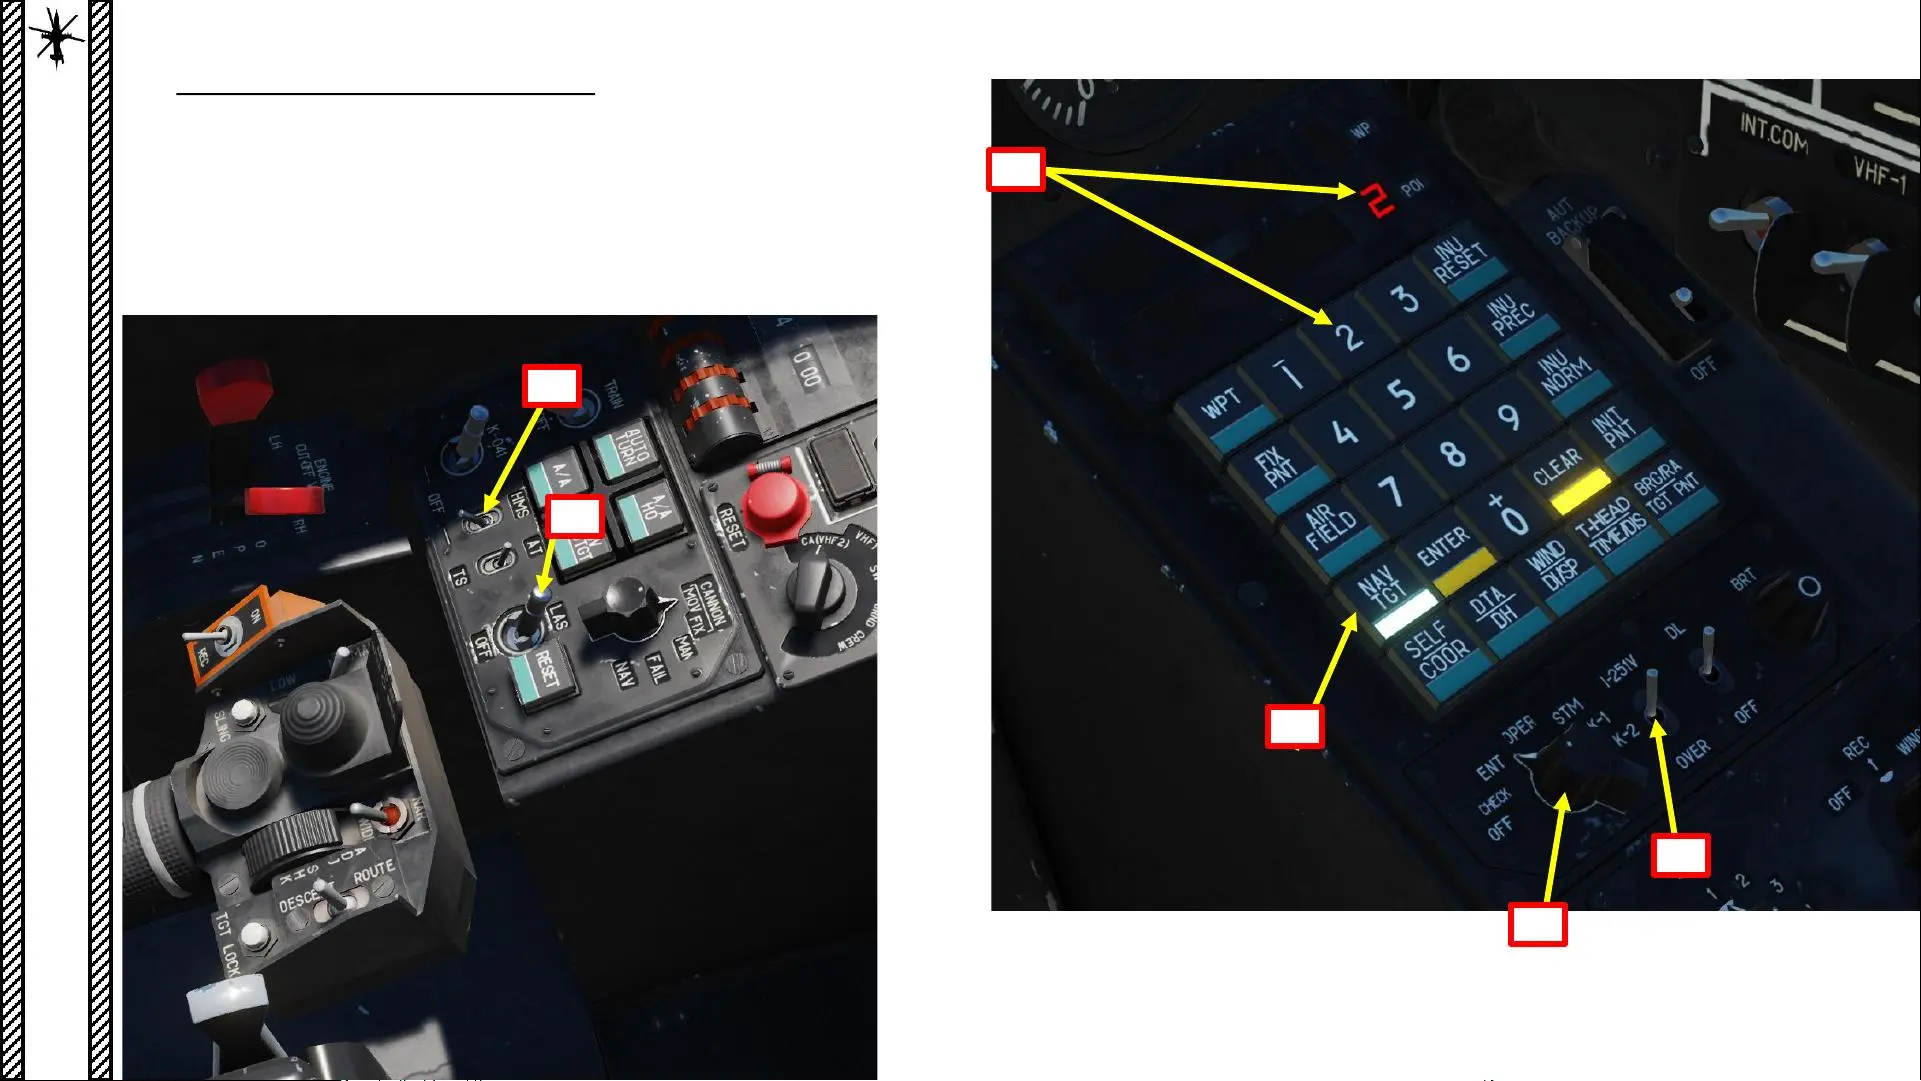 TRAIN
K-041
OFF
HMS
A/A
AUTO
TURN
A/A
HO
TGT
TS
AT
OFF
LAS
RESET
NAV
FAIL
MAN
CANNON
MOV FIX
RESET
CA(VHF2)
CREW
0 00
LH
ENGINE
RH
N E P O
ON
REC
LOW
SLING
DESCE
ROUTE
TGT LOCK
WP
2
POI
INT.COM
VHF-1
AUT
BACKUP
OFF
WPT
1
2
3
INU
RESET
FIX
PNT
4
5
6
INU
PREC
AIR
FIELD
7
8
9
INU
NORM
NAV
TGT
ENTER
+
0
CLEAR
INIT
PNT
SELF
COOR
DTA
DH
WIND
DI/SP
T-HEAD
TIME/DIS
BRG/RA
TGT PNT
BRT
DL
I-251V
OFF
OVER
K-1
K-2
STM
OPER
ENT
CHECK
OFF
REC
OFF
1
2
3